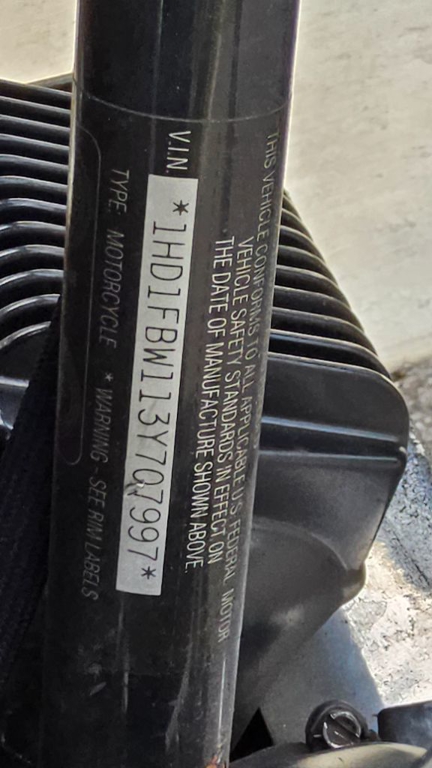 THIS VEHICLE CONFORMS TO ALL APPLICABLE U.S. FEDERAL MOTOR
VEHICLE SAFETY STANDARDS IN EFFECT ON
THE DATE OF MANUFACTURE SHOWN ABOVE.
V.I.N. *1HD1FBW113Y707997*
TYPE: MOTORCYCLE * WARNING - SEE RIM LABELS